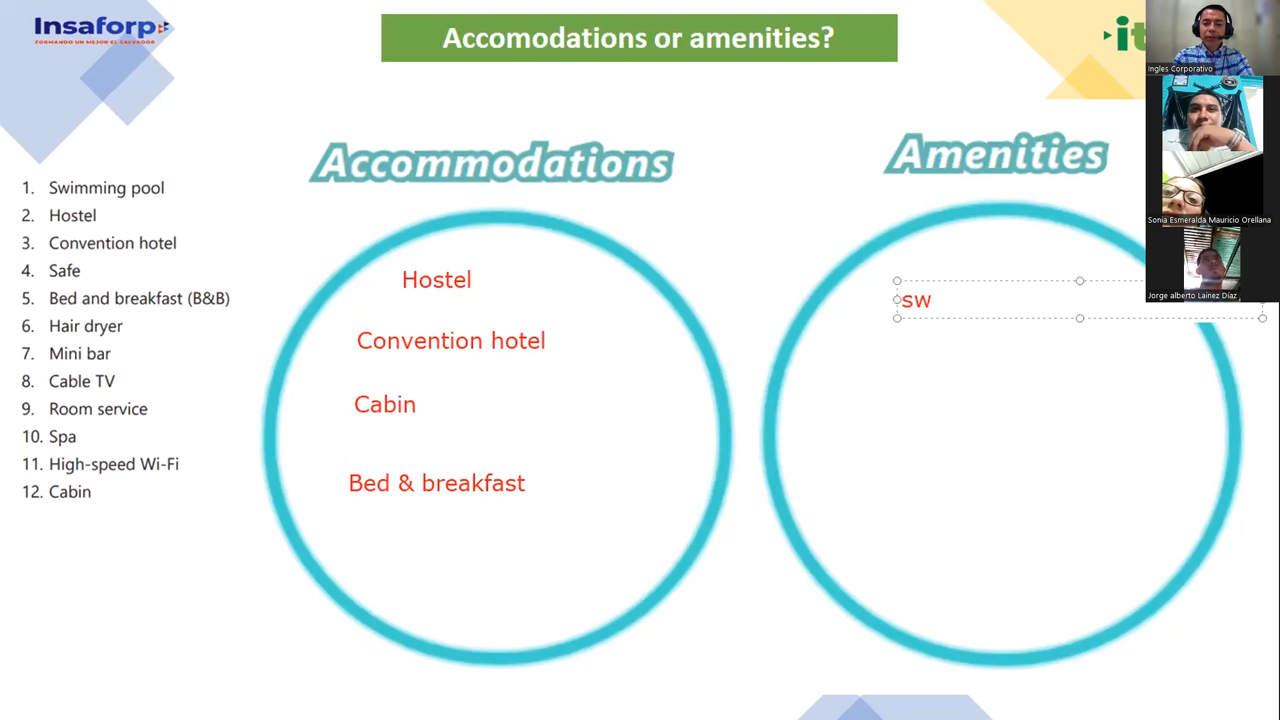 Insaforp
FORMANDO UN MEJOR EL SALVADOR
Accomodations or amenities?
it
Ingles Corporativo
Sonia Esmeralda Mauricio Orellana
Jorge alberto Lainez Díaz
Accommodations
Amenities
1. Swimming pool
2. Hostel
3. Convention hotel
4. Safe
5. Bed and breakfast (B&B)
6. Hair dryer
7. Mini bar
8. Cable TV
9. Room service
10. Spa
11. High-speed Wi-Fi
12. Cabin
Hostel
Convention hotel
Cabin
Bed & breakfast
sw